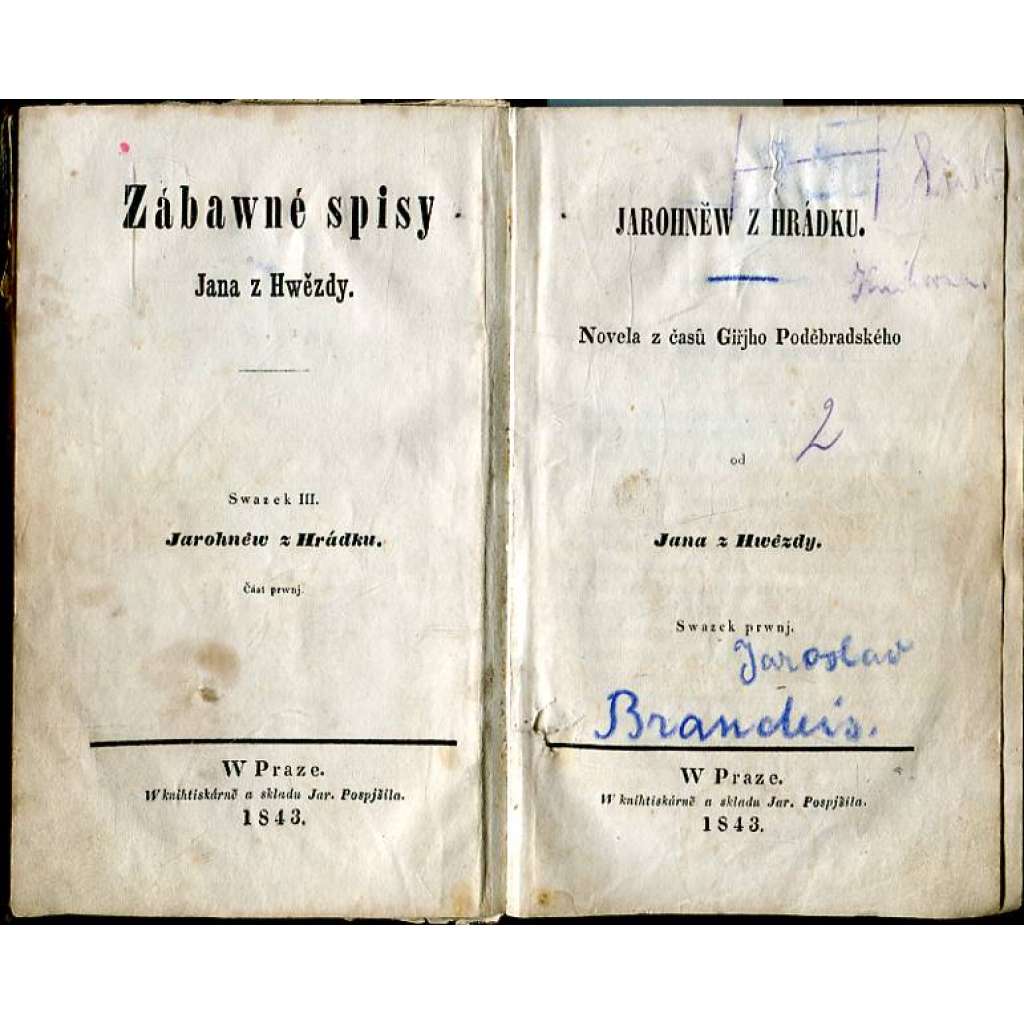 Zábawné spisy
Jana z Hwězdy.
Swazek III.
Jarohněw z Hrádku.
Část prwnj.
W Praze.
W knihtiskárně a skladu Jar. Pospjšila.
1843.
JAROHNĚW Z HRÁDKU.
Novela z časů Giřjho Poděbradského
2
od
Jana z Hwězdy.
Swazek prwnj.
Jaroslav
Brandeis.
W Praze.
W knihtiskárně a skladu Jar. Pospjšila.
1843.